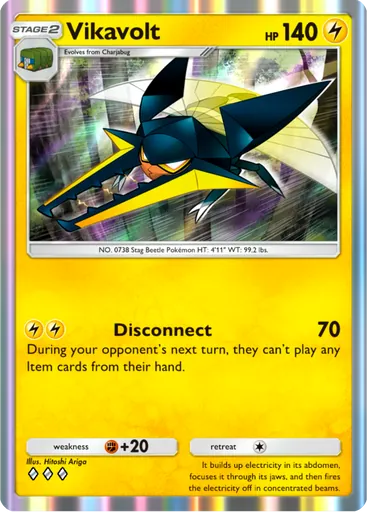 STAGE 2 Vikavolt HP 140
Evolves from Charjabug
NO. 0738 Stag Beetle Pokémon HT: 4'11" WT: 99.2 lbs.
Disconnect 70
During your opponent's next turn, they can't play any
Item cards from their hand.
weakness +20 retreat
Illus. Hitoshi Ariga
It builds up electricity in its abdomen,
focuses it through its jaws, and then fires
the electricity off in concentrated beams.